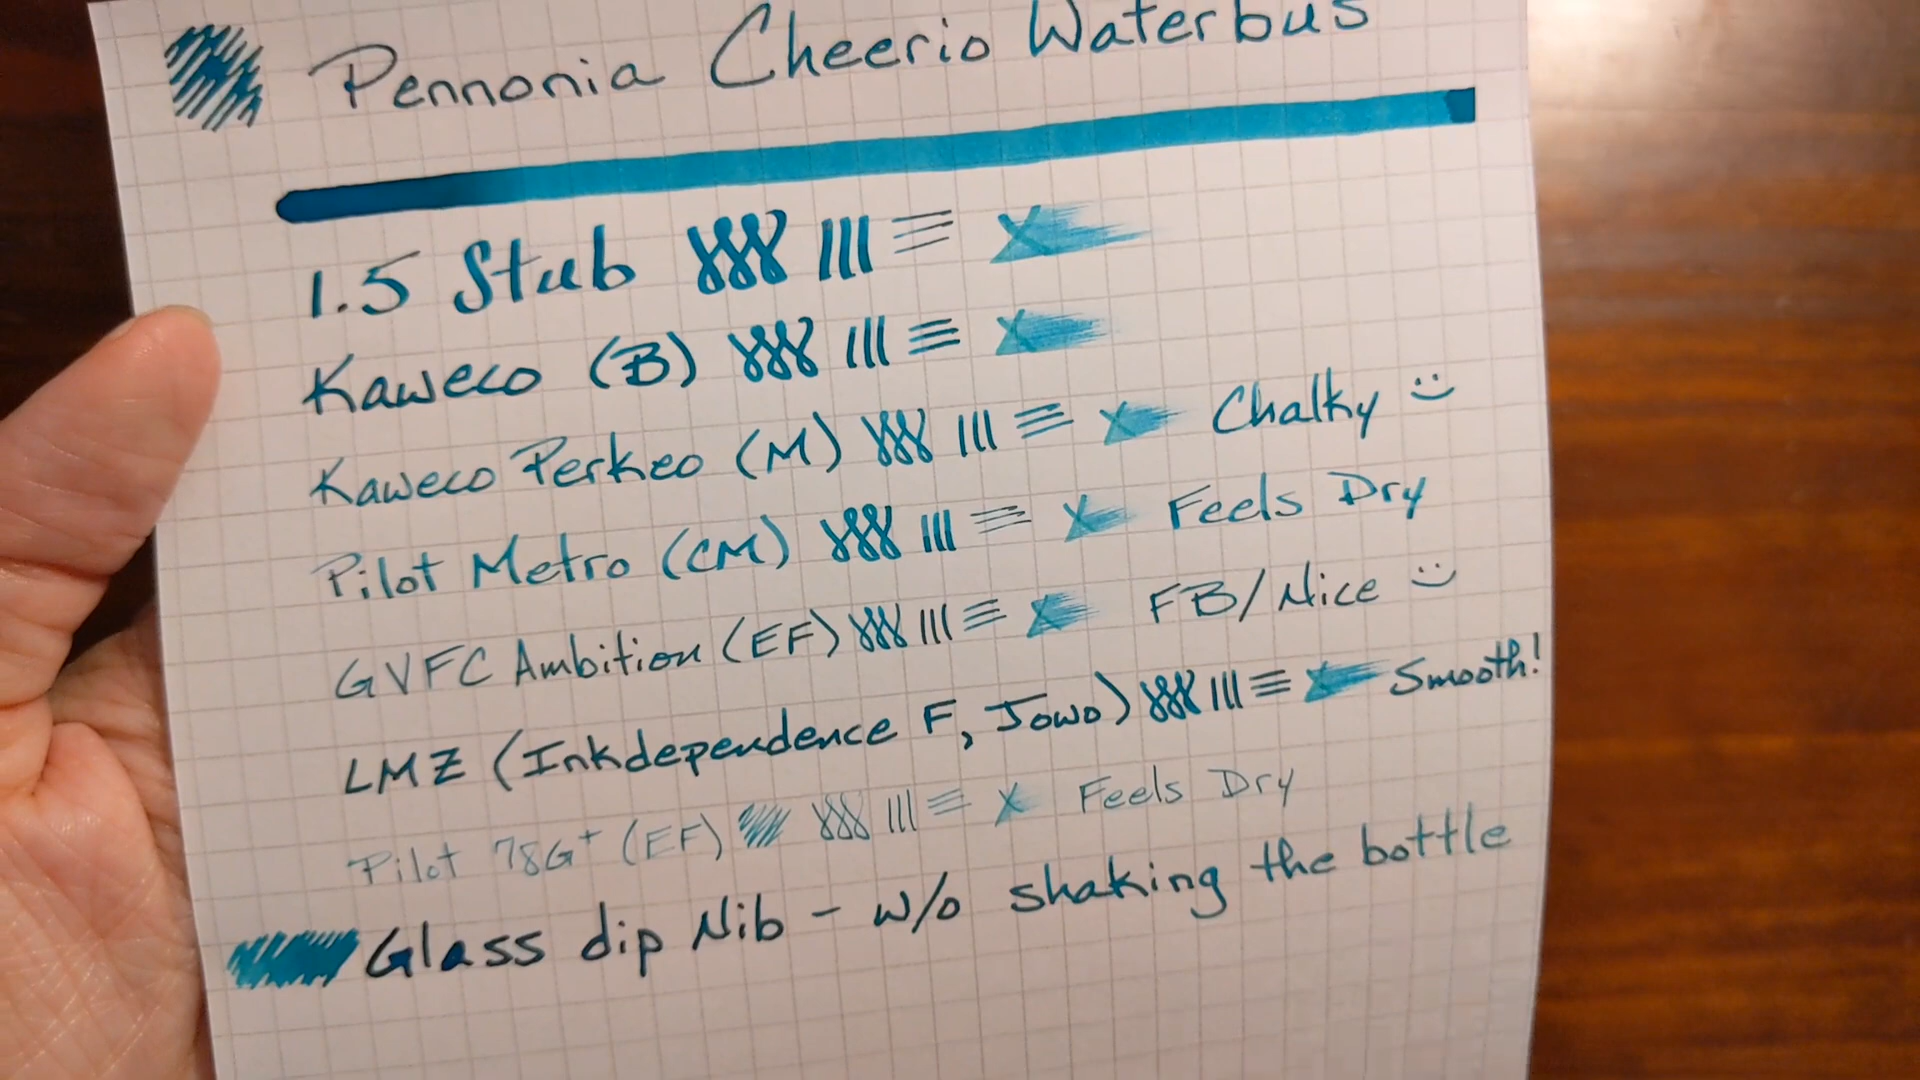 Pennonia Cheerio Waterbus
1.5 Stub
Kaweco (B)
Kaweco Perkeo (M) Chalky :)
Pilot Metro (CM) Feels Dry
GVFC Ambition (EF) FB/Nice :)
LMZ (Inkdependence F, Jowo) Smooth!
Pilot 78G+ (EF) Feels Dry
Glass dip Nib - w/o shaking the bottle